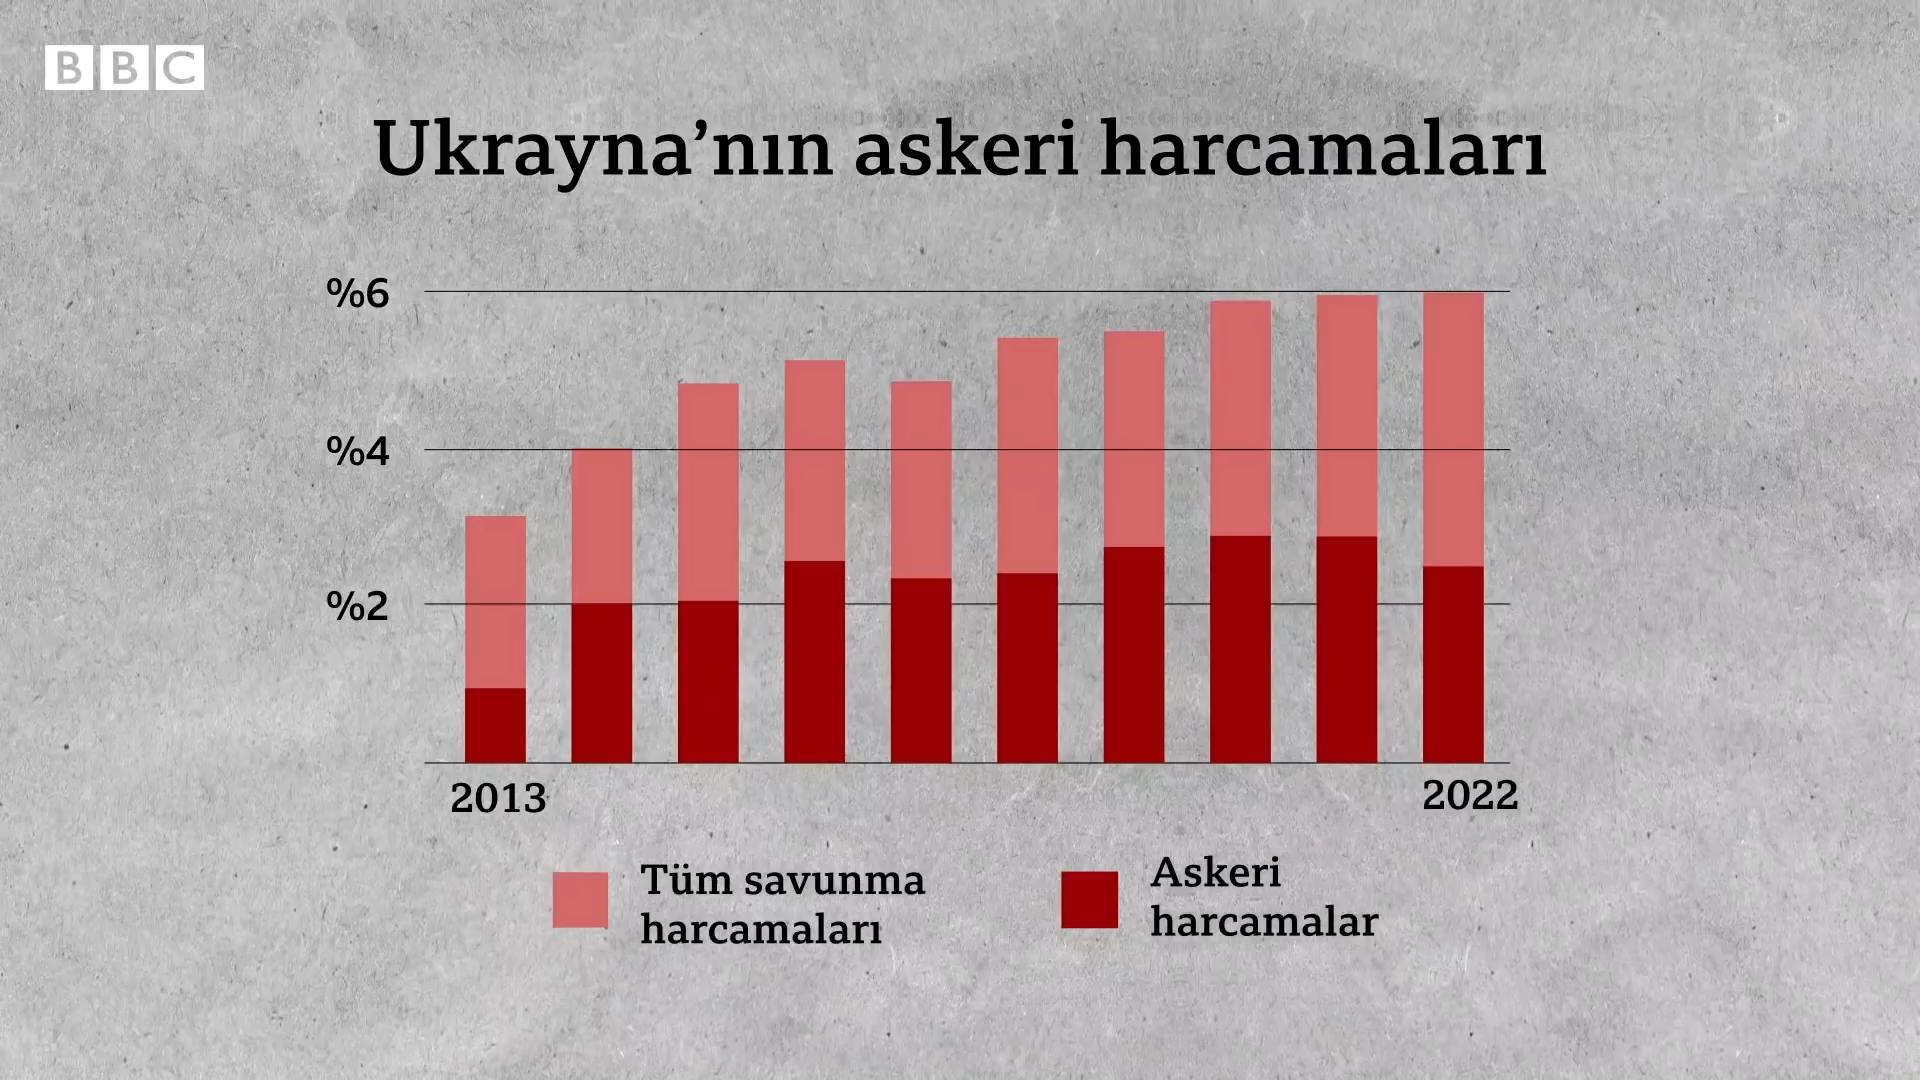 BBC
Ukrayna’nın askeri harcamaları
%6
%4
%2
2013
2022
Tüm savunma
harcamaları
Askeri
harcamalar